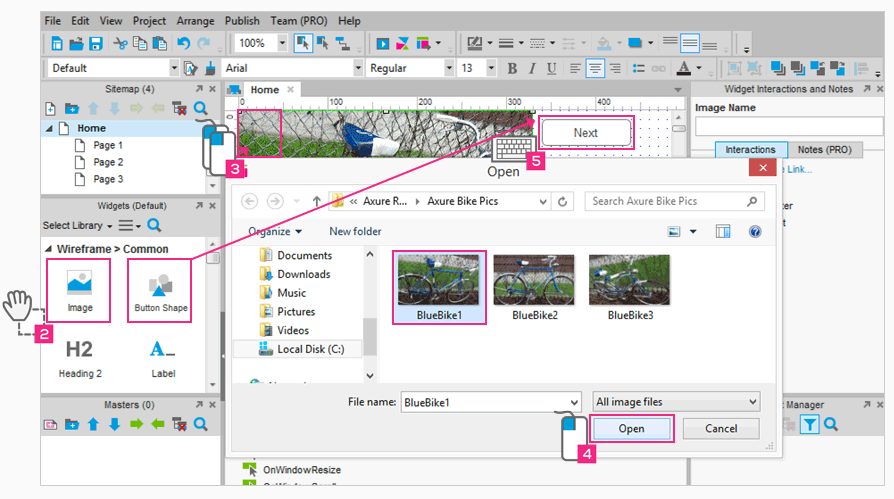 File Edit View Project Arrange Publish Team (PRO) Help
100%
Default Arial Regular 13 B I U A
Sitemap (4)
Home
Page 1
Page 2
Page 3
Home
0 100 200 300 400
0
Next
3
5
Widget Interactions and Notes
Image Name
Interactions Notes (PRO)
Link...
Widgets (Default)
Select Library
Wireframe > Common
Image
Button Shape
2
H2
Heading 2
A_
Label
Masters (0)
Open
« Axure R... Axure Bike Pics
Search Axure Bike Pics
Organize New folder
Documents
Downloads
Music
Pictures
Videos
Local Disk (C:)
BlueBike1
BlueBike2
BlueBike3
File name: BlueBike1 All image files
Open Cancel
4
Manager
OnWindowResize